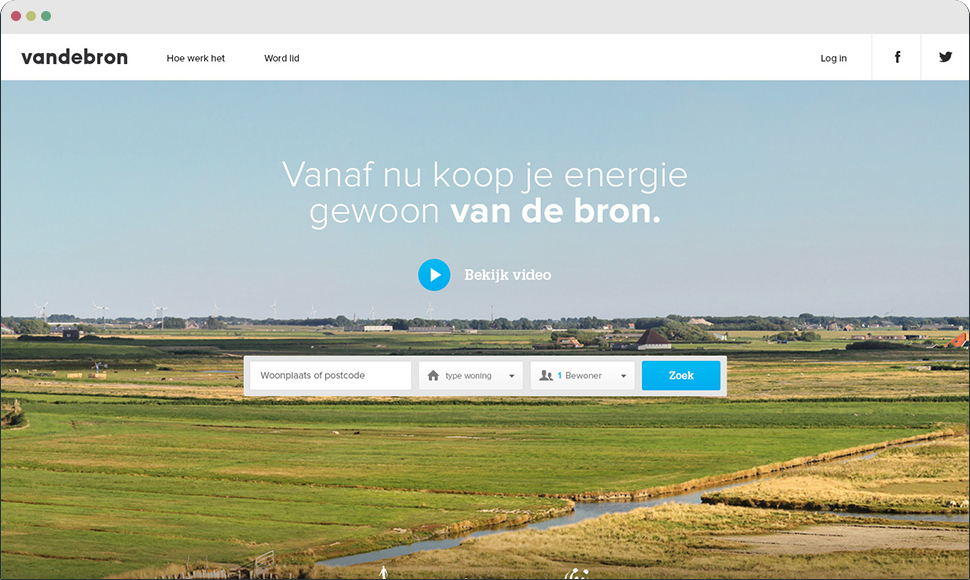 vandebron
Hoe werk het
Word lid
Log in
Vanaf nu koop je energie
gewoon van de bron.
Bekijk video
Woonplaats of postcode
type woning
1 Bewoner
Zoek